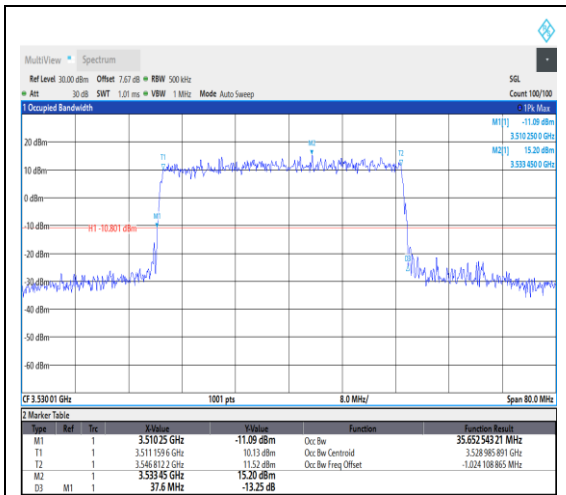 MultiView Spectrum
Ref Level 30.00 dBm Offset 7.67 dB RBW 500 kHz SGL
Att 30 dB SWT 1.01 ms VBW 1 MHz Mode Auto Sweep Count 100/100
1 Occupied Bandwidth 1Pk Max
M1[1] -11.09 dBm
3.510 250 0 GHz
M2[1] 15.20 dBm
3.533 450 0 GHz
20 dBm
T1 M2 T2
10 dBm
0 dBm
M1
-10 dBm
H1 -10.801 dBm
-20 dBm
D3
-30 dBm
-40 dBm
-50 dBm
-60 dBm
CF 3.530 01 GHz 1001 pts 8.0 MHz/ Span 80.0 MHz
2 Marker Table
Type Ref Trc X-Value Y-Value Function Function Result
M1 1 3.510 25 GHz -11.09 dBm Occ Bw 35.652 543 21 MHz
T1 1 3.511 159 6 GHz 10.13 dBm Occ Bw Centroid 3.528 985 891 GHz
T2 1 3.546 812 2 GHz 11.52 dBm Occ Bw Freq Offset -1.024 108 865 MHz
M2 1 3.533 45 GHz 15.20 dBm
D3 M1 1 37.6 MHz -13.25 dB